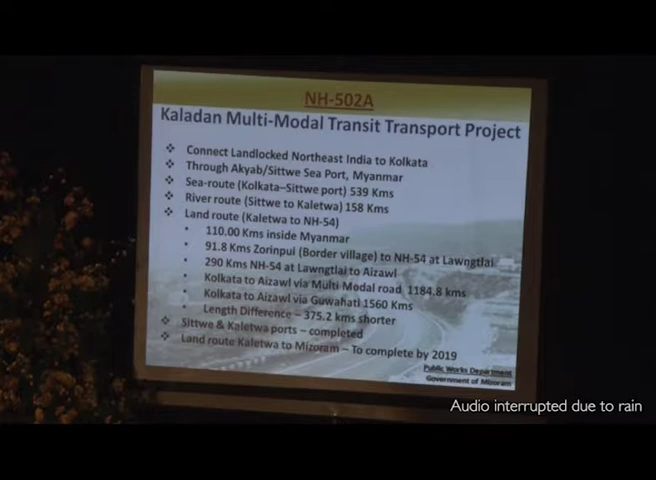 NH-502A
Kaladan Multi-Modal Transit Transport Project
❖ Connect Landlocked Northeast India to Kolkata
❖ Through Akyab/Sittwe Sea Port, Myanmar
❖ Sea-route (Kolkata–Sittwe port) 539 Kms
❖ River route (Sittwe to Kaletwa) 158 Kms
❖ Land route (Kaletwa to NH-54)
• 110.00 Kms inside Myanmar
• 91.8 Kms Zorinpui (Border village) to NH-54 at Lawngtlai
• 290 Kms NH-54 at Lawngtlai to Aizawl
• Kolkata to Aizawl via Multi Modal road 1184.8 kms
• Kolkata to Aizawl via Guwahati 1560 Kms
• Length Difference – 375.2 kms shorter
❖ Sittwe & Kaletwa ports – completed
❖ Land route Kaletwa to Mizoram – To complete by 2019
Public Works Department
Government of Mizoram
Audio interrupted due to rain